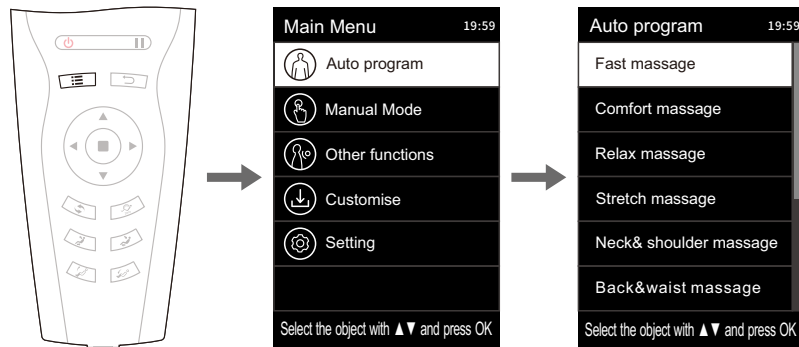 Main Menu 19:59
Auto program
Manual Mode
Other functions
Customise
Setting
Select the object with ▲▼ and press OK
Auto program 19:59
Fast massage
Comfort massage
Relax massage
Stretch massage
Neck& shoulder massage
Back&waist massage
Select the object with ▲▼ and press OK